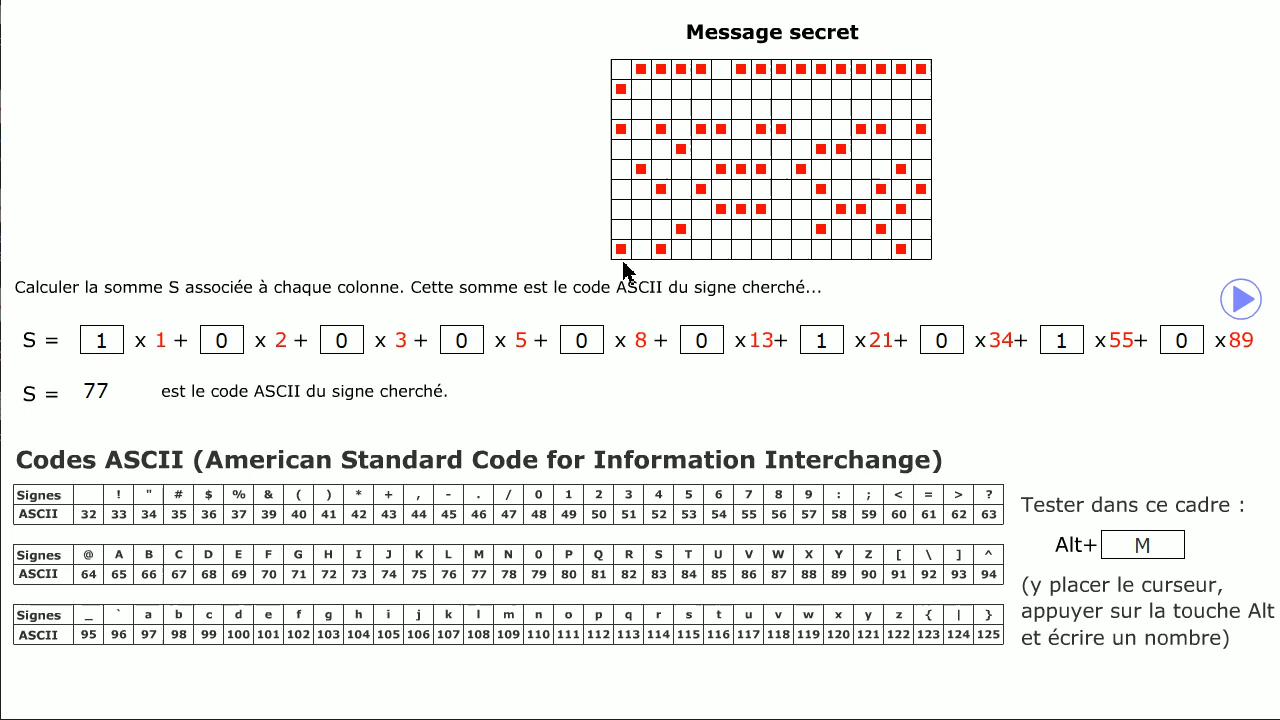 Message secret
Calculer la somme S associée à chaque colonne. Cette somme est le code ASCII du signe cherché...
S = 1 x 1 + 0 x 2 + 0 x 3 + 0 x 5 + 0 x 8 + 0 x13+ 1 x21+ 0 x34+ 1 x55+ 0 x89
S = 77 est le code ASCII du signe cherché.
Codes ASCII (American Standard Code for Information Interchange)
Signes ! " # $ % & ( ) * + , - . / 0 1 2 3 4 5 6 7 8 9 : ; < = > ?
ASCII 32 33 34 35 36 37 39 40 41 42 43 44 45 46 47 48 49 50 51 52 53 54 55 56 57 58 59 60 61 62 63
Signes @ A B C D E F G H I J K L M N 0 P Q R S T U V W X Y Z [ \ ] ^
ASCII 64 65 66 67 68 69 70 71 72 73 74 75 76 77 78 79 80 81 82 83 84 85 86 87 88 89 90 91 92 93 94
Signes _ ` a b c d e f g h i j k l m n o p q r s t u v w x y z { | }
ASCII 95 96 97 98 99 100 101 102 103 104 105 106 107 108 109 110 111 112 113 114 115 116 117 118 119 120 121 122 123 124 125
Tester dans ce cadre :
Alt+ M
(y placer le curseur,
appuyer sur la touche Alt
et écrire un nombre)